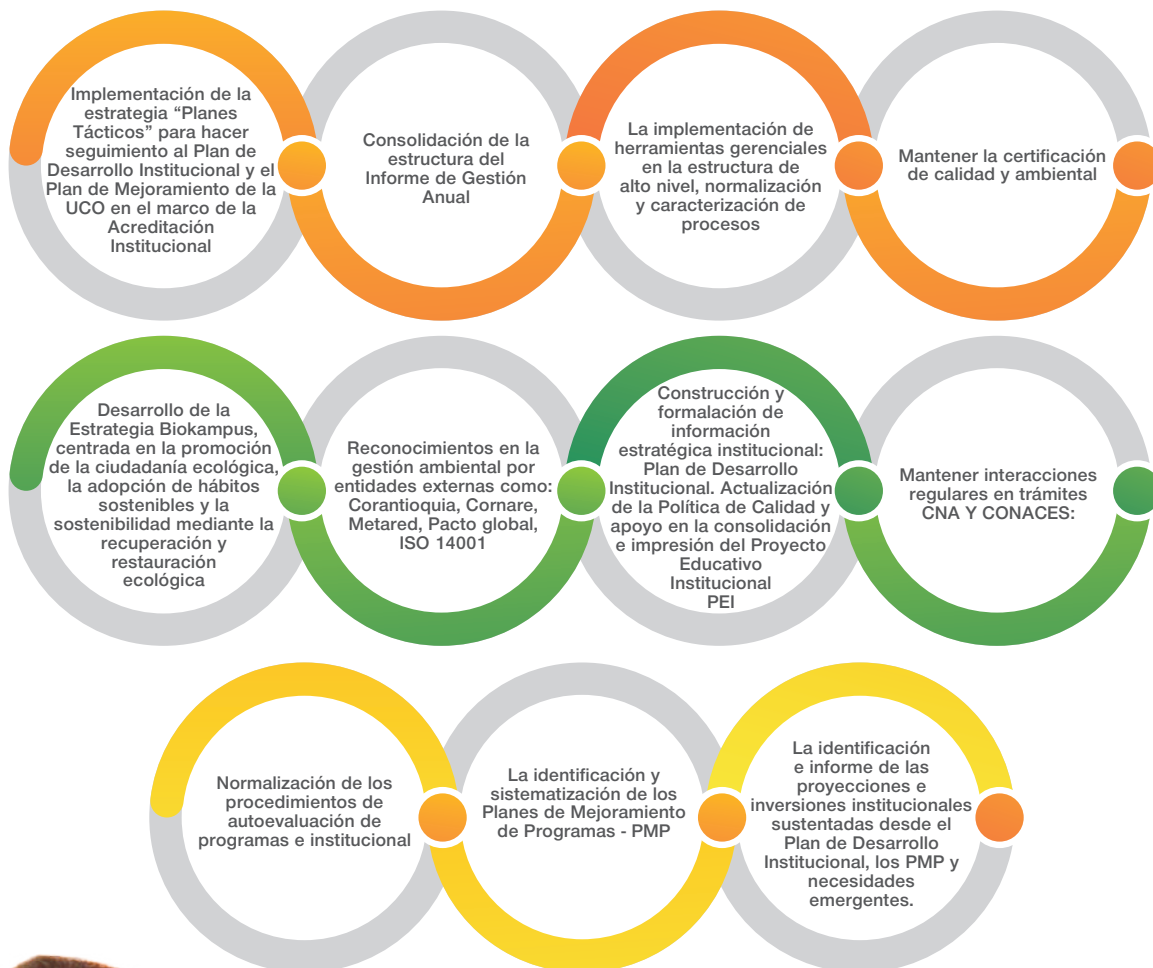 Implementación de la
estrategia “Planes
Tácticos” para hacer
seguimiento al Plan de
Desarrollo Institucional y el
Plan de Mejoramiento de la
UCO en el marco de la
Acreditación
Institucional
Consolidación de la
estructura del
Informe de Gestión
Anual
La implementación de
herramientas gerenciales
en la estructura de
alto nivel, normalización
y caracterización de
procesos
Mantener la certificación
de calidad y ambiental
Desarrollo de la
Estrategia Biokampus,
centrada en la promoción
de la ciudadanía ecológica,
la adopción de hábitos
sostenibles y la
sostenibilidad mediante la
recuperación y
restauración
ecológica
Reconocimientos en la
gestión ambiental por
entidades externas como:
Corantioquia, Cornare,
Metared, Pacto global,
ISO 14001
Construcción y
formalación de
información
estratégica institucional:
Plan de Desarrollo
Institucional. Actualización
de la Política de Calidad y
apoyo en la consolidación
e impresión del Proyecto
Educativo
Institucional
PEI
Mantener interacciones
regulares en trámites
CNA Y CONACES:
Normalización de los
procedimientos de
autoevaluación de
programas e institucional
La identificación y
sistematización de los
Planes de Mejoramiento
de Programas - PMP
La identificación
e informe de las
proyecciones e
inversiones institucionales
sustentadas desde el
Plan de Desarrollo
Institucional, los PMP y
necesidades
emergentes.